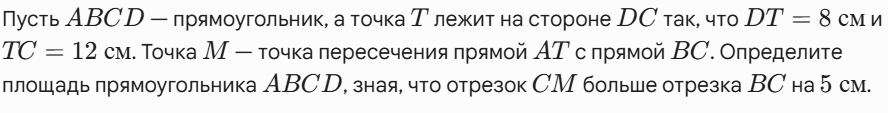 Пусть ABCD — прямоугольник, а точка T лежит на стороне DC так, что DT = 8 см и
TC = 12 см. Точка M — точка пересечения прямой AT с прямой BC. Определите
площадь прямоугольника ABCD, зная, что отрезок CM больше отрезка BC на 5 см.